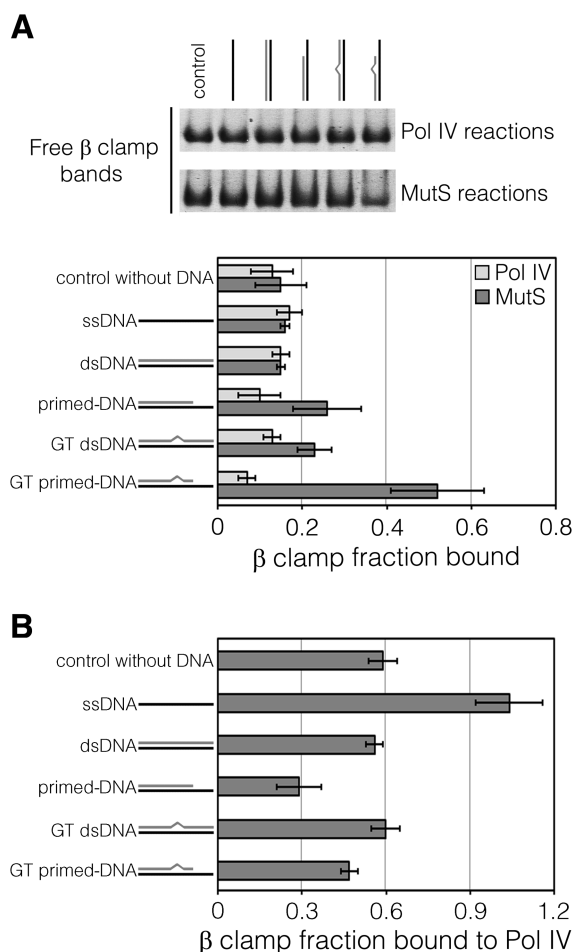 A
control
Free β clamp
bands
Pol IV reactions
MutS reactions
Pol IV
MutS
control without DNA
ssDNA
dsDNA
primed-DNA
GT dsDNA
GT primed-DNA
0 0.2 0.4 0.6 0.8
β clamp fraction bound
B
control without DNA
ssDNA
dsDNA
primed-DNA
GT dsDNA
GT primed-DNA
0 0.3 0.6 0.9 1.2
β clamp fraction bound to Pol IV